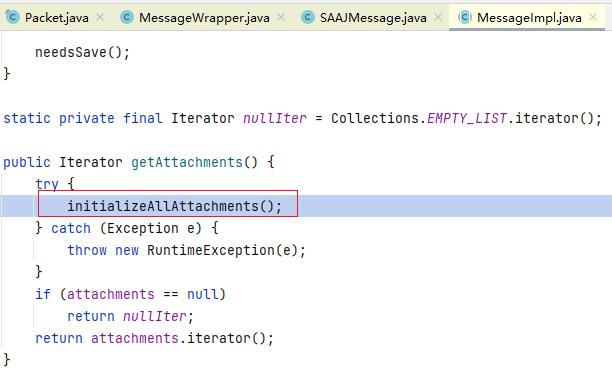 Packet.java MessageWrapper.java SAAJMessage.java MessageImpl.java
needsSave();
}
static private final Iterator nullIter = Collections.EMPTY_LIST.iterator();
public Iterator getAttachments() {
try {
initializeAllAttachments();
} catch (Exception e) {
throw new RuntimeException(e);
}
if (attachments == null)
return nullIter;
return attachments.iterator();
}